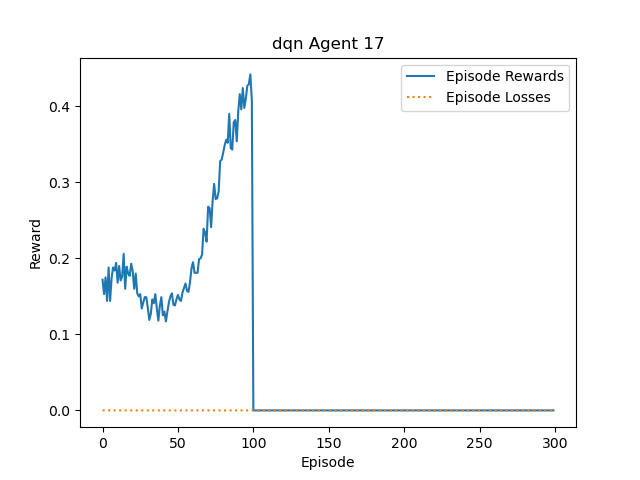 dqn Agent 17
Episode Rewards
Episode Losses
Reward
0.4
0.3
0.2
0.1
0.0
0 50 100 150 200 250 300
Episode